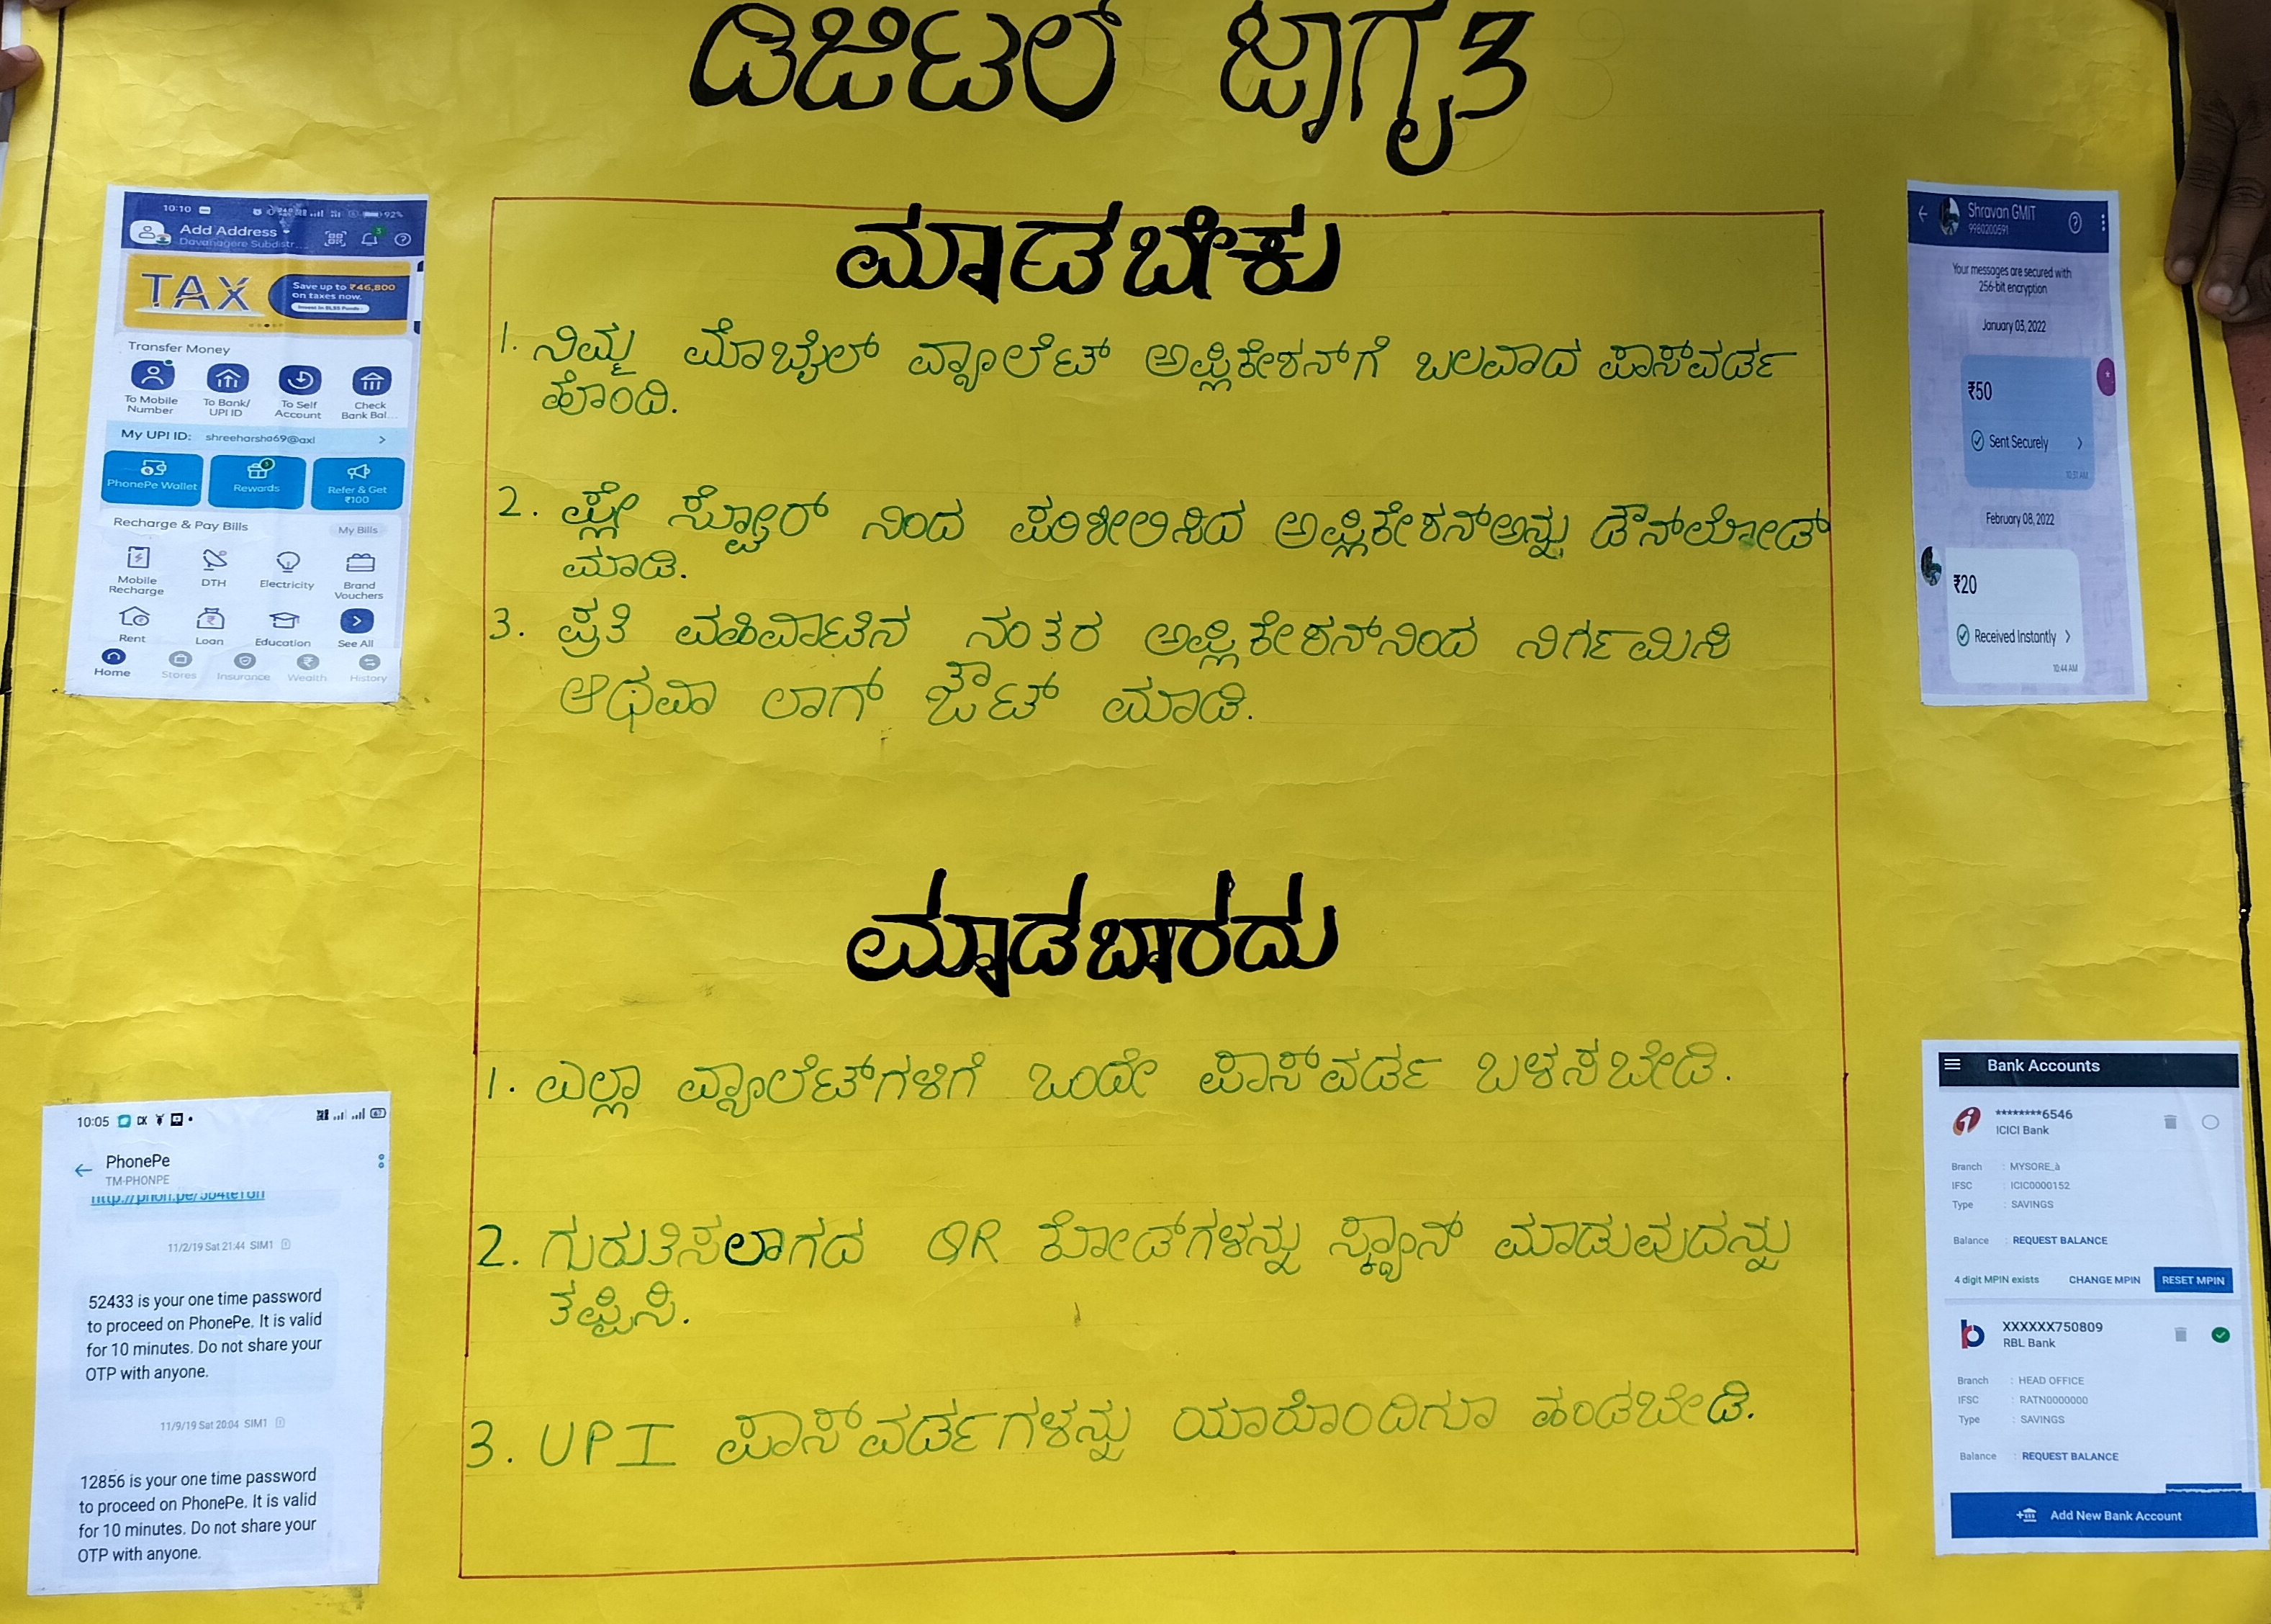 ಡಿಜಿಟಲ್ ಜಾಗೃತಿ
ಮಾಡಬೇಕು
1. ನಿಮ್ಮ ಮೊಬೈಲ್ ವ್ಯಾಲೆಟ್ ಅಪ್ಲಿಕೇಶನ್‌ಗೆ ಬಲವಾದ ಪಾಸ್‌ವರ್ಡ್
ಹೊಂದಿ.
2. ಪ್ಲೇ ಸ್ಟೋರ್ ನಿಂದ ಪರಿಶೀಲಿಸಿದ ಅಪ್ಲಿಕೇಶನ್ಅನ್ನು ಡೌನ್‌ಲೋಡ್
ಮಾಡಿ.
3. ಪ್ರತಿ ವಹಿವಾಟಿನ ನಂತರ ಅಪ್ಲಿಕೇಶನ್‌ನಿಂದ ನಿರ್ಗಮಿಸಿ
ಅಥವಾ ಲಾಗ್ ಔಟ್ ಮಾಡಿ.
ಮಾಡಬಾರದು
1. ಎಲ್ಲಾ ವ್ಯಾಲೆಟ್‌ಗಳಿಗೆ ಒಂದೇ ಪಾಸ್‌ವರ್ಡ್ ಬಳಸಬೇಡಿ.
2. ಗುರುತಿಸಲಾಗದ QR ಕೋಡ್‌ಗಳನ್ನು ಸ್ಕ್ಯಾನ್ ಮಾಡುವುದನ್ನು
ತಪ್ಪಿಸಿ.
3. UPI ಪಾಸ್‌ವರ್ಡ್‌ಗಳನ್ನು ಯಾರೊಂದಿಗೂ ಹಂಚಬೇಡಿ.
10:10
92%
Add Address
Davanagere Subdistr...
TAX
Save up to ₹46,800
on taxes now.
Transfer Money
To Mobile Number
To Bank/ UPI ID
To Self Account
Check Bank Bal...
My UPI ID: shreeharsha69@axl >
PhonePe Wallet
Rewards
Refer & Get ₹100
Recharge & Pay Bills
My Bills
Mobile Recharge
DTH
Electricity
Brand Vouchers
Rent
Loan
Education
See All
Home
Stores
Insurance
Wealth
History
Shravan GMIT
9980200591
Your messages are secured with
256-bit encryption
January 03, 2022
₹50
Sent Securely >
10:31 AM
February 08, 2022
₹20
Received Instantly >
10:44 AM
10:05
PhonePe
TM-PHONPE
11/2/19 Sat 21:44 SIM1
52433 is your one time password
to proceed on PhonePe. It is valid
for 10 minutes. Do not share your
OTP with anyone.
11/9/19 Sat 20:04 SIM1
12856 is your one time password
to proceed on PhonePe. It is valid
for 10 minutes. Do not share your
OTP with anyone.
Bank Accounts
********6546
ICICI Bank
Branch : MYSORE_à
IFSC : ICIC0000152
Type : SAVINGS
Balance : REQUEST BALANCE
4 digit MPIN exists CHANGE MPIN RESET MPIN
XXXXXX750809
RBL Bank
Branch : HEAD OFFICE
IFSC : RATN0000000
Type : SAVINGS
Balance : REQUEST BALANCE
Add New Bank Account